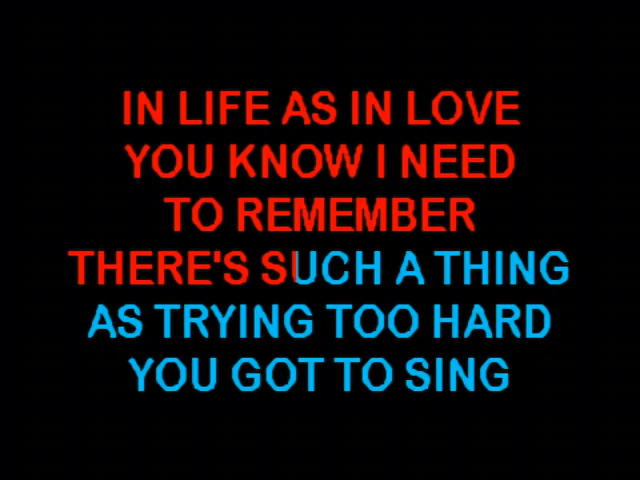 IN LIFE AS IN LOVE
YOU KNOW I NEED
TO REMEMBER
THERE'S SUCH A THING
AS TRYING TOO HARD
YOU GOT TO SING